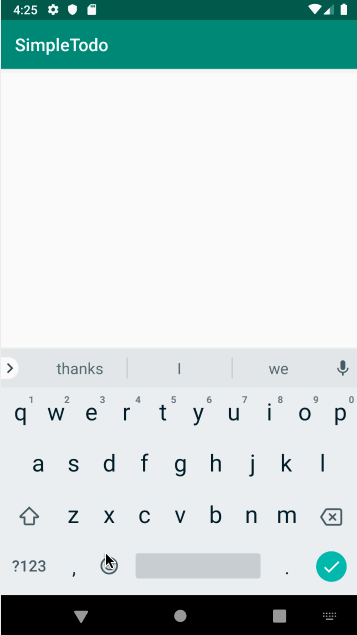 4:25
SimpleTodo
thanks I we
1 2 3 4 5 6 7 8 9 0
q w e r t y u i o p
a s d f g h j k l
z x c v b n m
?123 , .